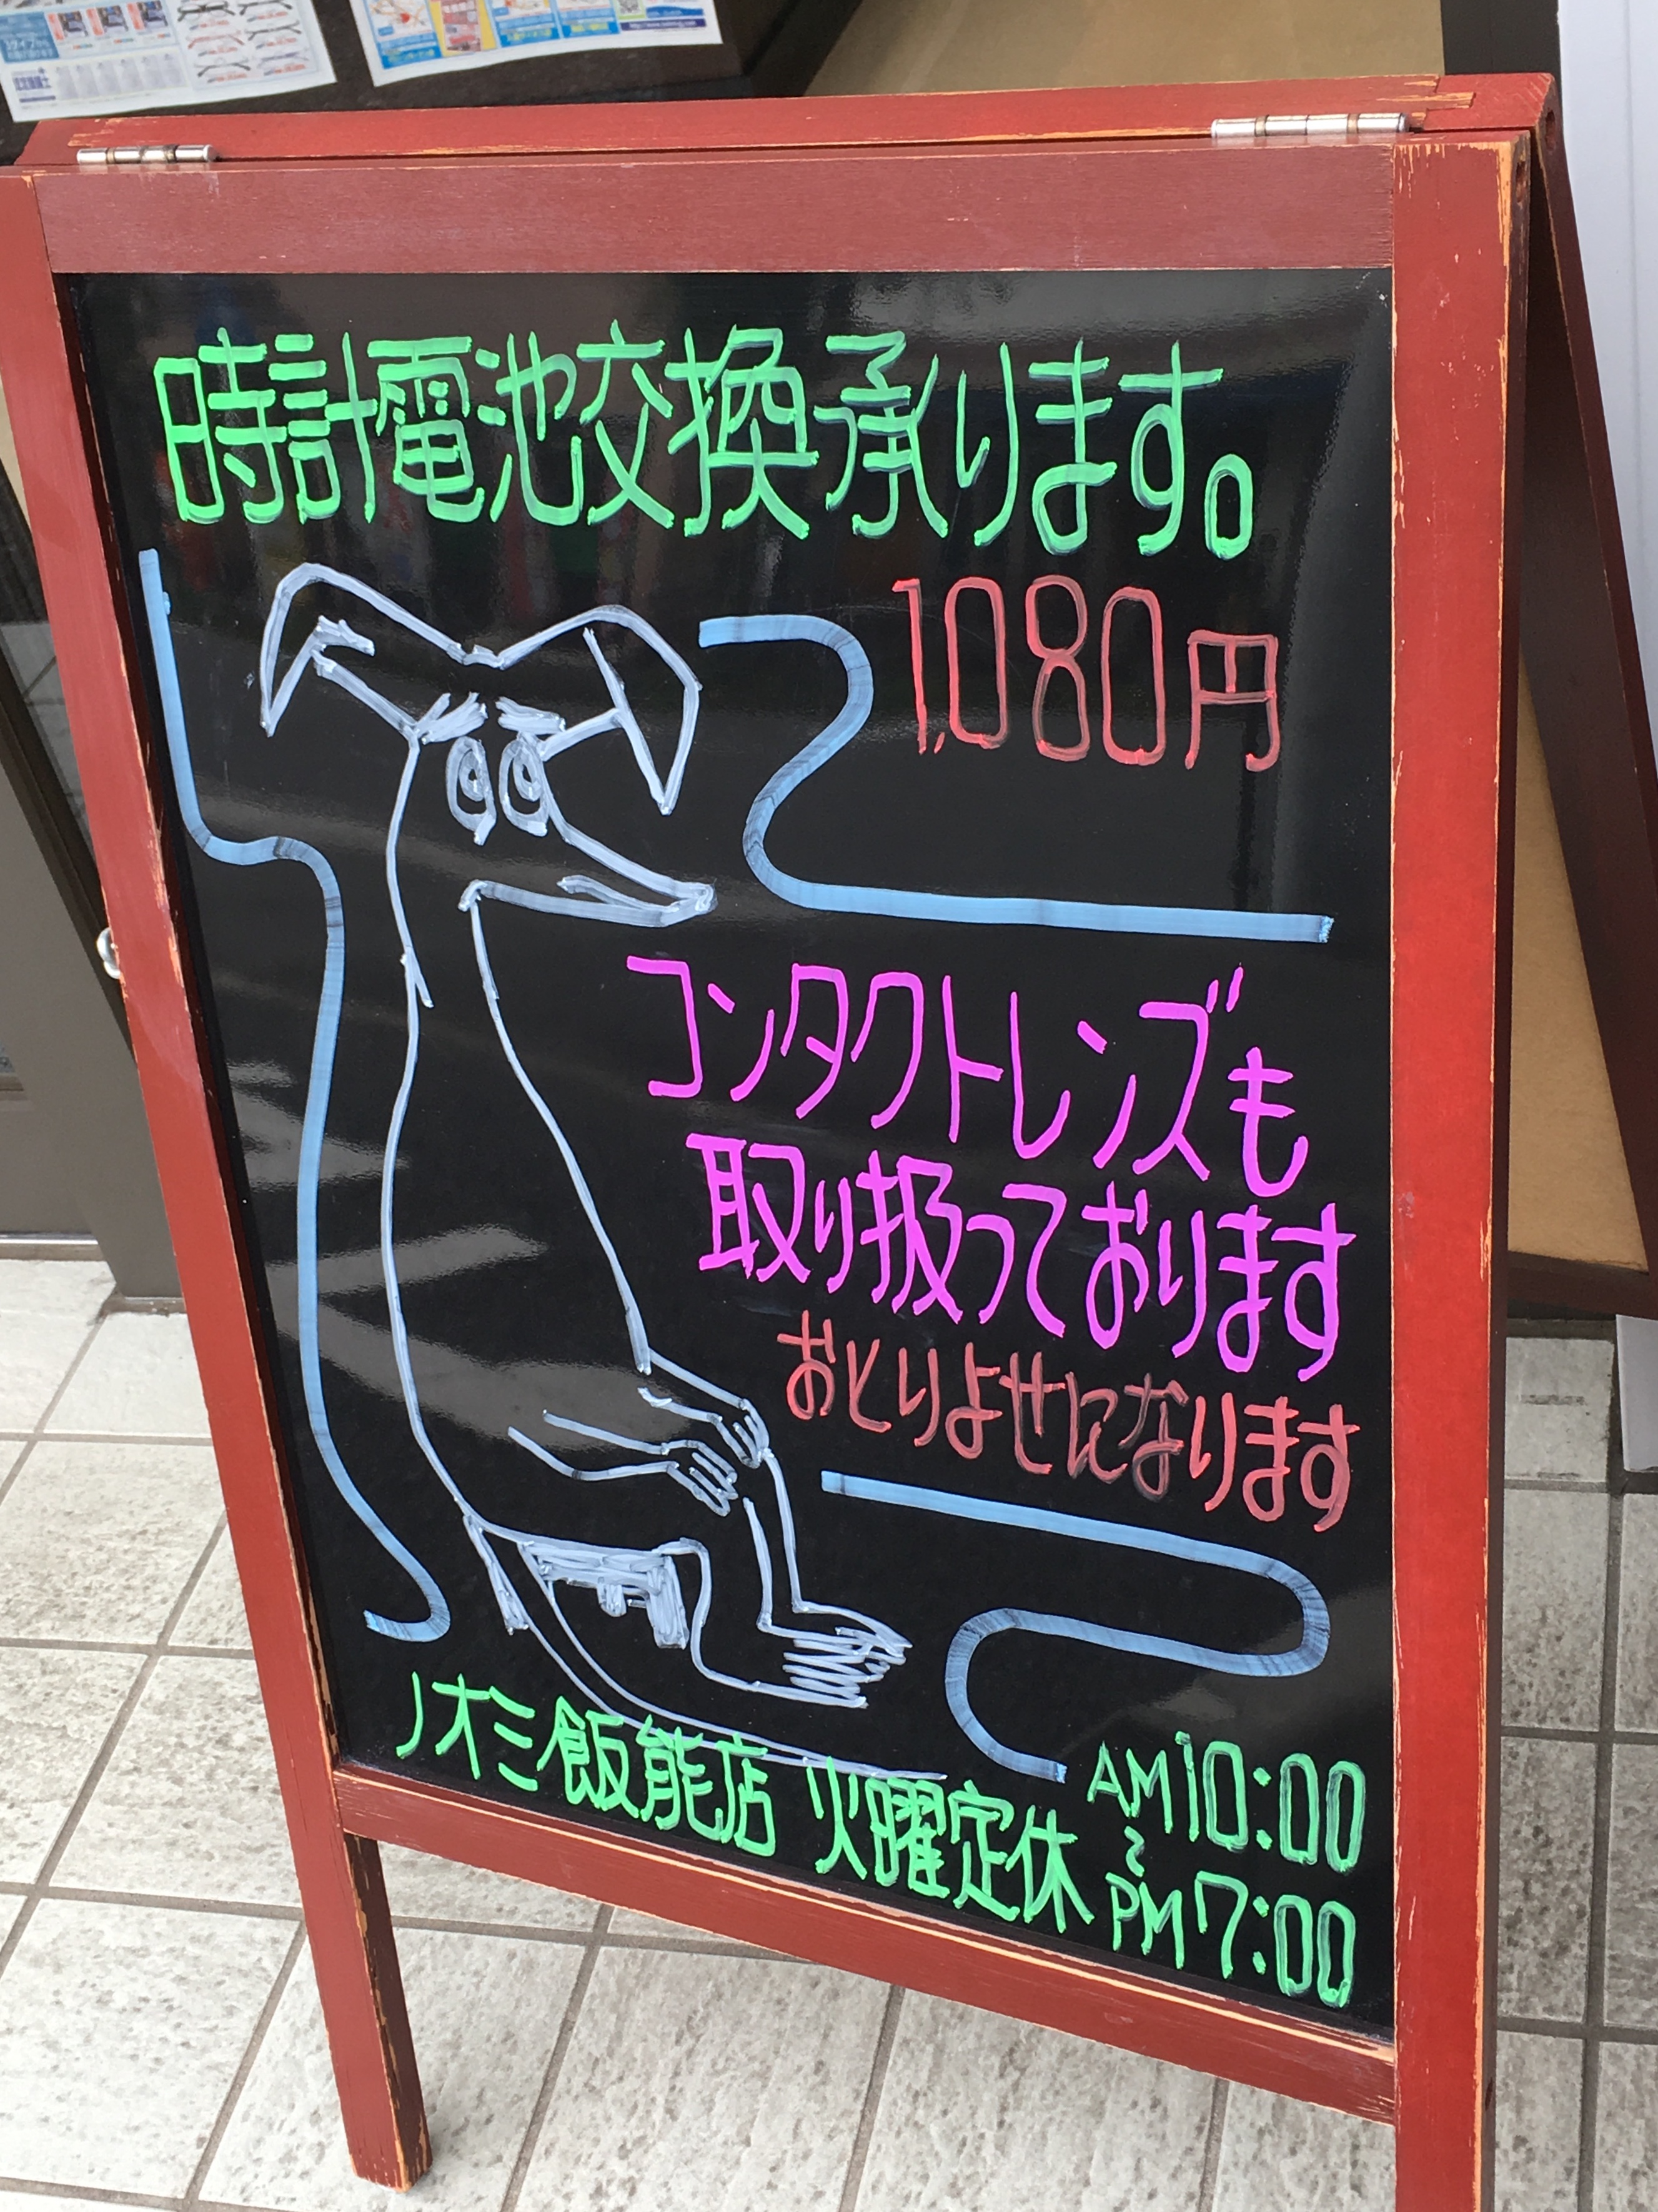 時計電池交換承ります。
1,080円
コンタクトレンズも
取り扱っております
おとりよせになります
ノオミ飯能店 火曜定休
AM10:00
〜
PM7:00